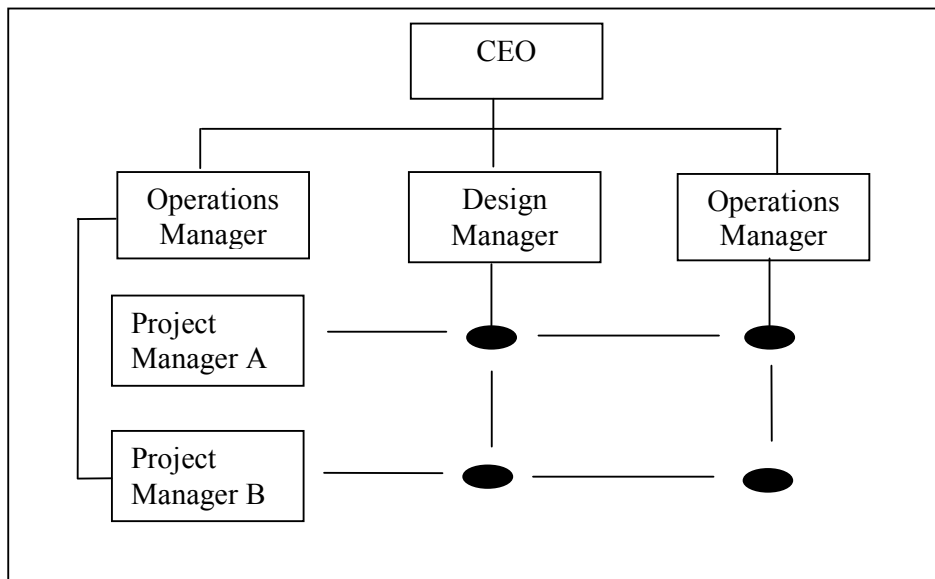 CEO
Operations
Manager
Design
Manager
Operations
Manager
Project
Manager A
Project
Manager B